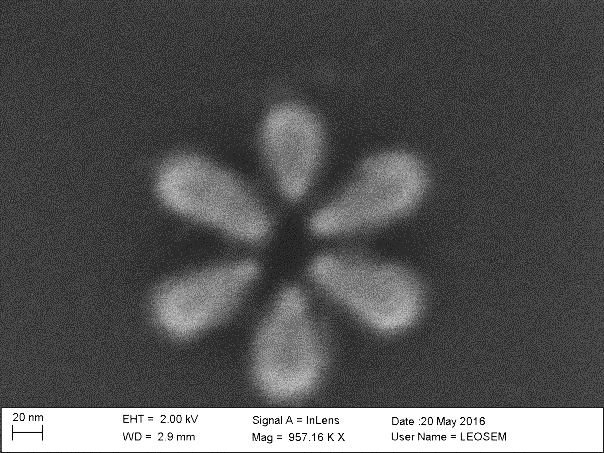 20 nm
EHT = 2.00 kV
Signal A = InLens
Date :20 May 2016
WD = 2.9 mm
Mag = 957.16 K X
User Name = LEOSEM